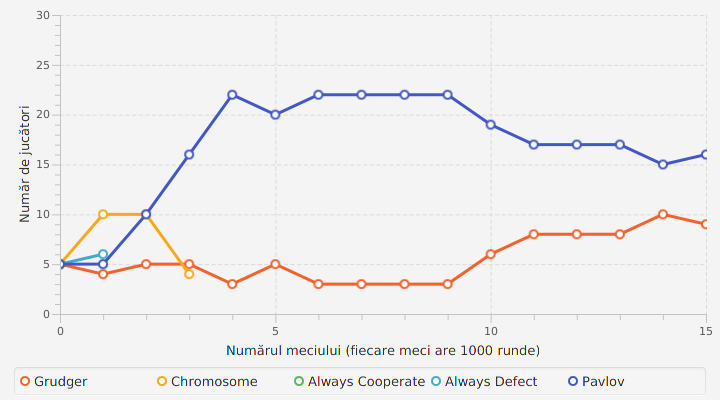 30
25
20
15
10
5
0
Număr de jucători
0 5 10 15
Numărul meciului (fiecare meci are 1000 runde)
Grudger Chromosome Always Cooperate Always Defect Pavlov